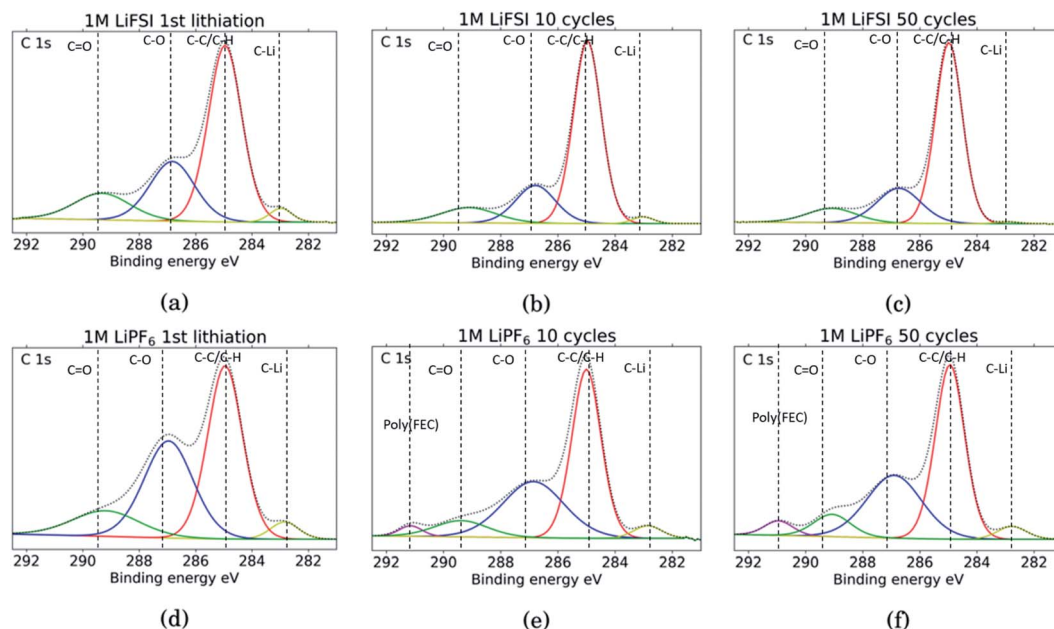 1M LiFSI 1st lithiation
C 1s
C=O
C-O
C-C/C-H
C-Li
292 290 288 286 284 282
Binding energy eV
(a)
1M LiFSI 10 cycles
C 1s
C=O
C-O
C-C/C-H
C-Li
292 290 288 286 284 282
Binding energy eV
(b)
1M LiFSI 50 cycles
C 1s
C=O
C-O
C-C/C-H
C-Li
292 290 288 286 284 282
Binding energy eV
(c)
1M LiPF₆ 1st lithiation
C 1s
C=O
C-O
C-C/C-H
C-Li
292 290 288 286 284 282
Binding energy eV
(d)
1M LiPF₆ 10 cycles
C 1s
C=O
C-O
C-C/C-H
C-Li
Poly(FEC)
292 290 288 286 284 282
Binding energy eV
(e)
1M LiPF₆ 50 cycles
C 1s
C=O
C-O
C-C/C-H
C-Li
Poly(FEC)
292 290 288 286 284 282
Binding energy eV
(f)